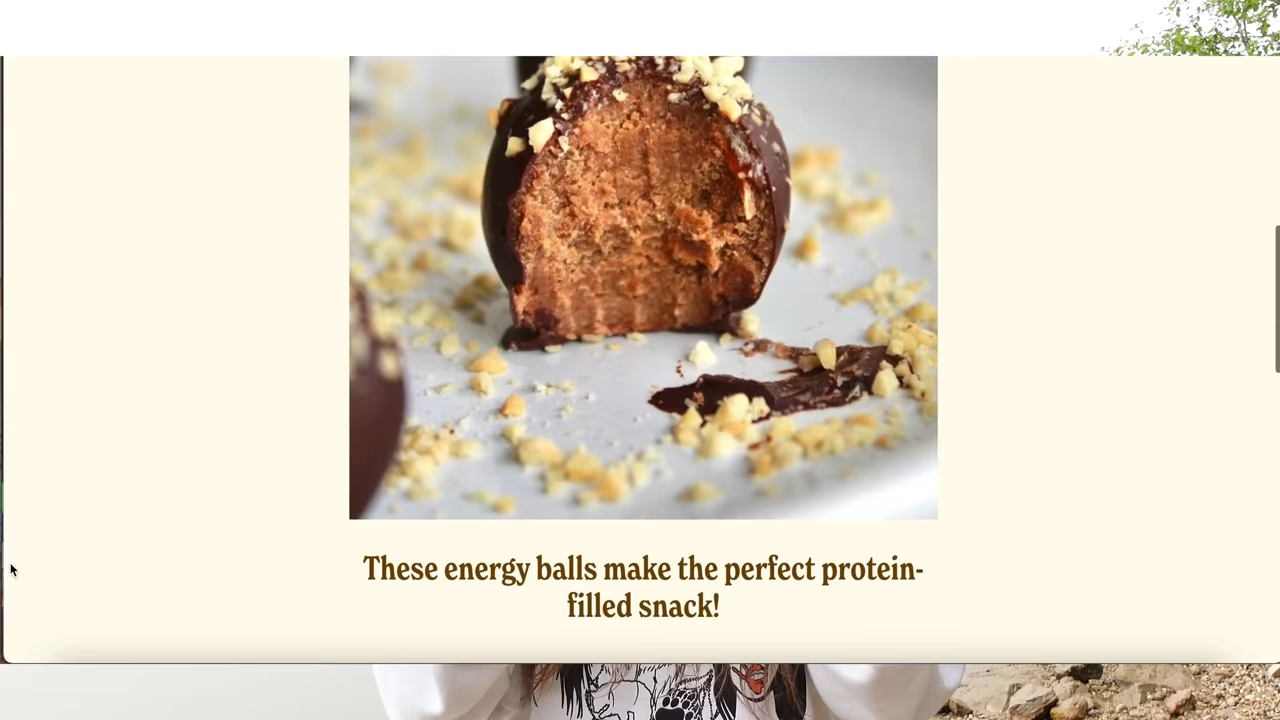 These energy balls make the perfect protein-
filled snack!